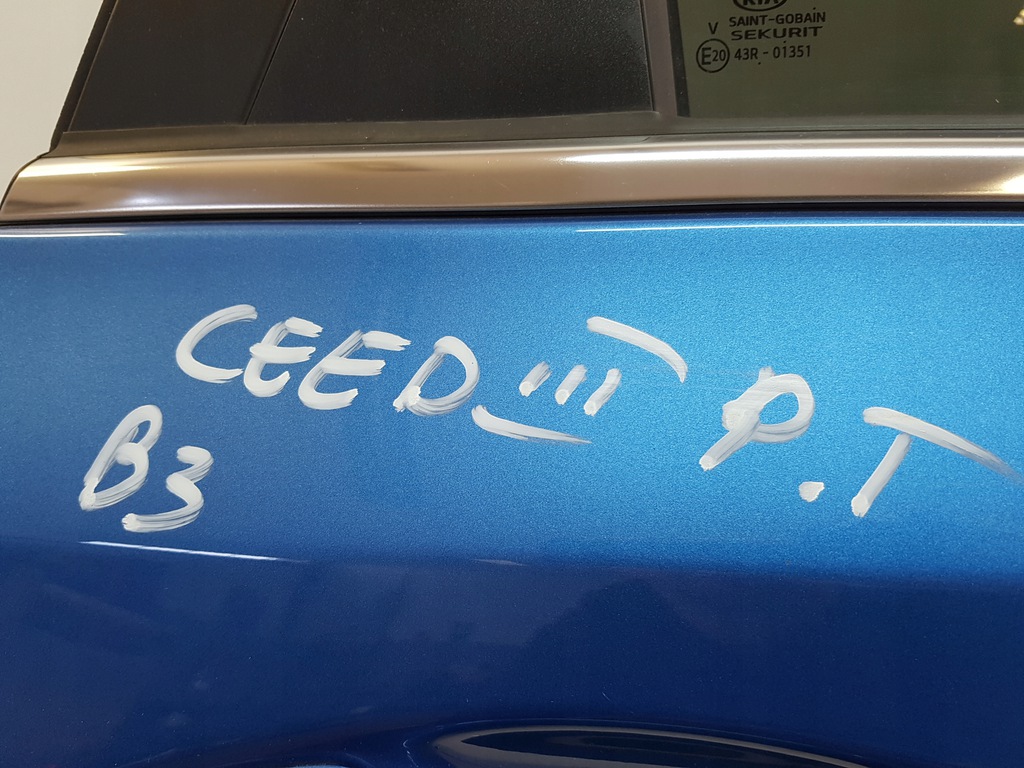 KIA
SAINT-GOBAIN
V SEKURIT
E20 43R - 01351
CEED III P.T
B3